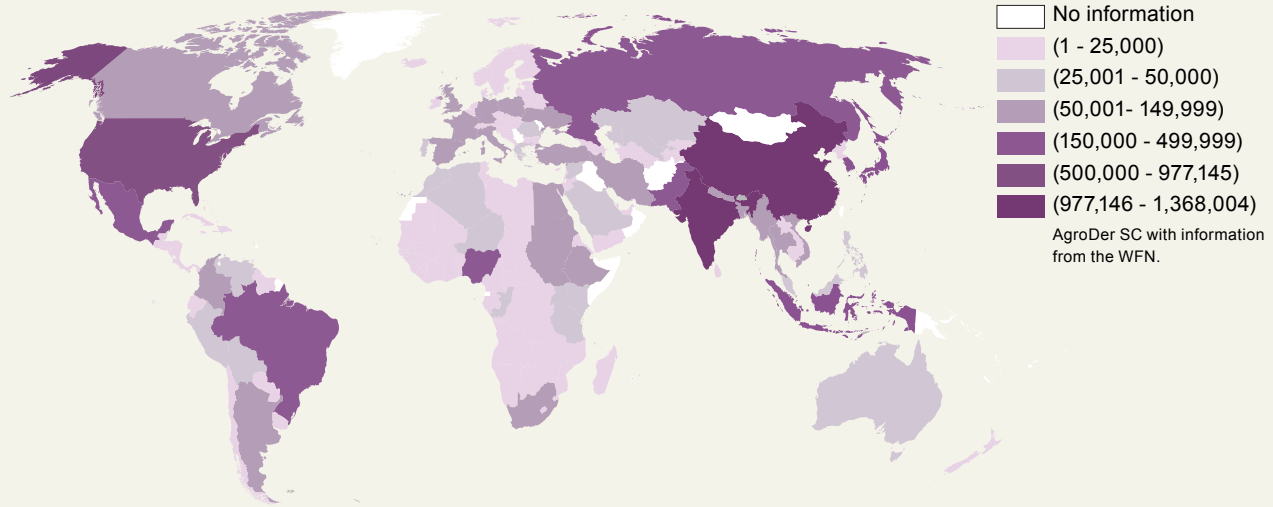 No information
(1 - 25,000)
(25,001 - 50,000)
(50,001- 149,999)
(150,000 - 499,999)
(500,000 - 977,145)
(977,146 - 1,368,004)
AgroDer SC with information
from the WFN.